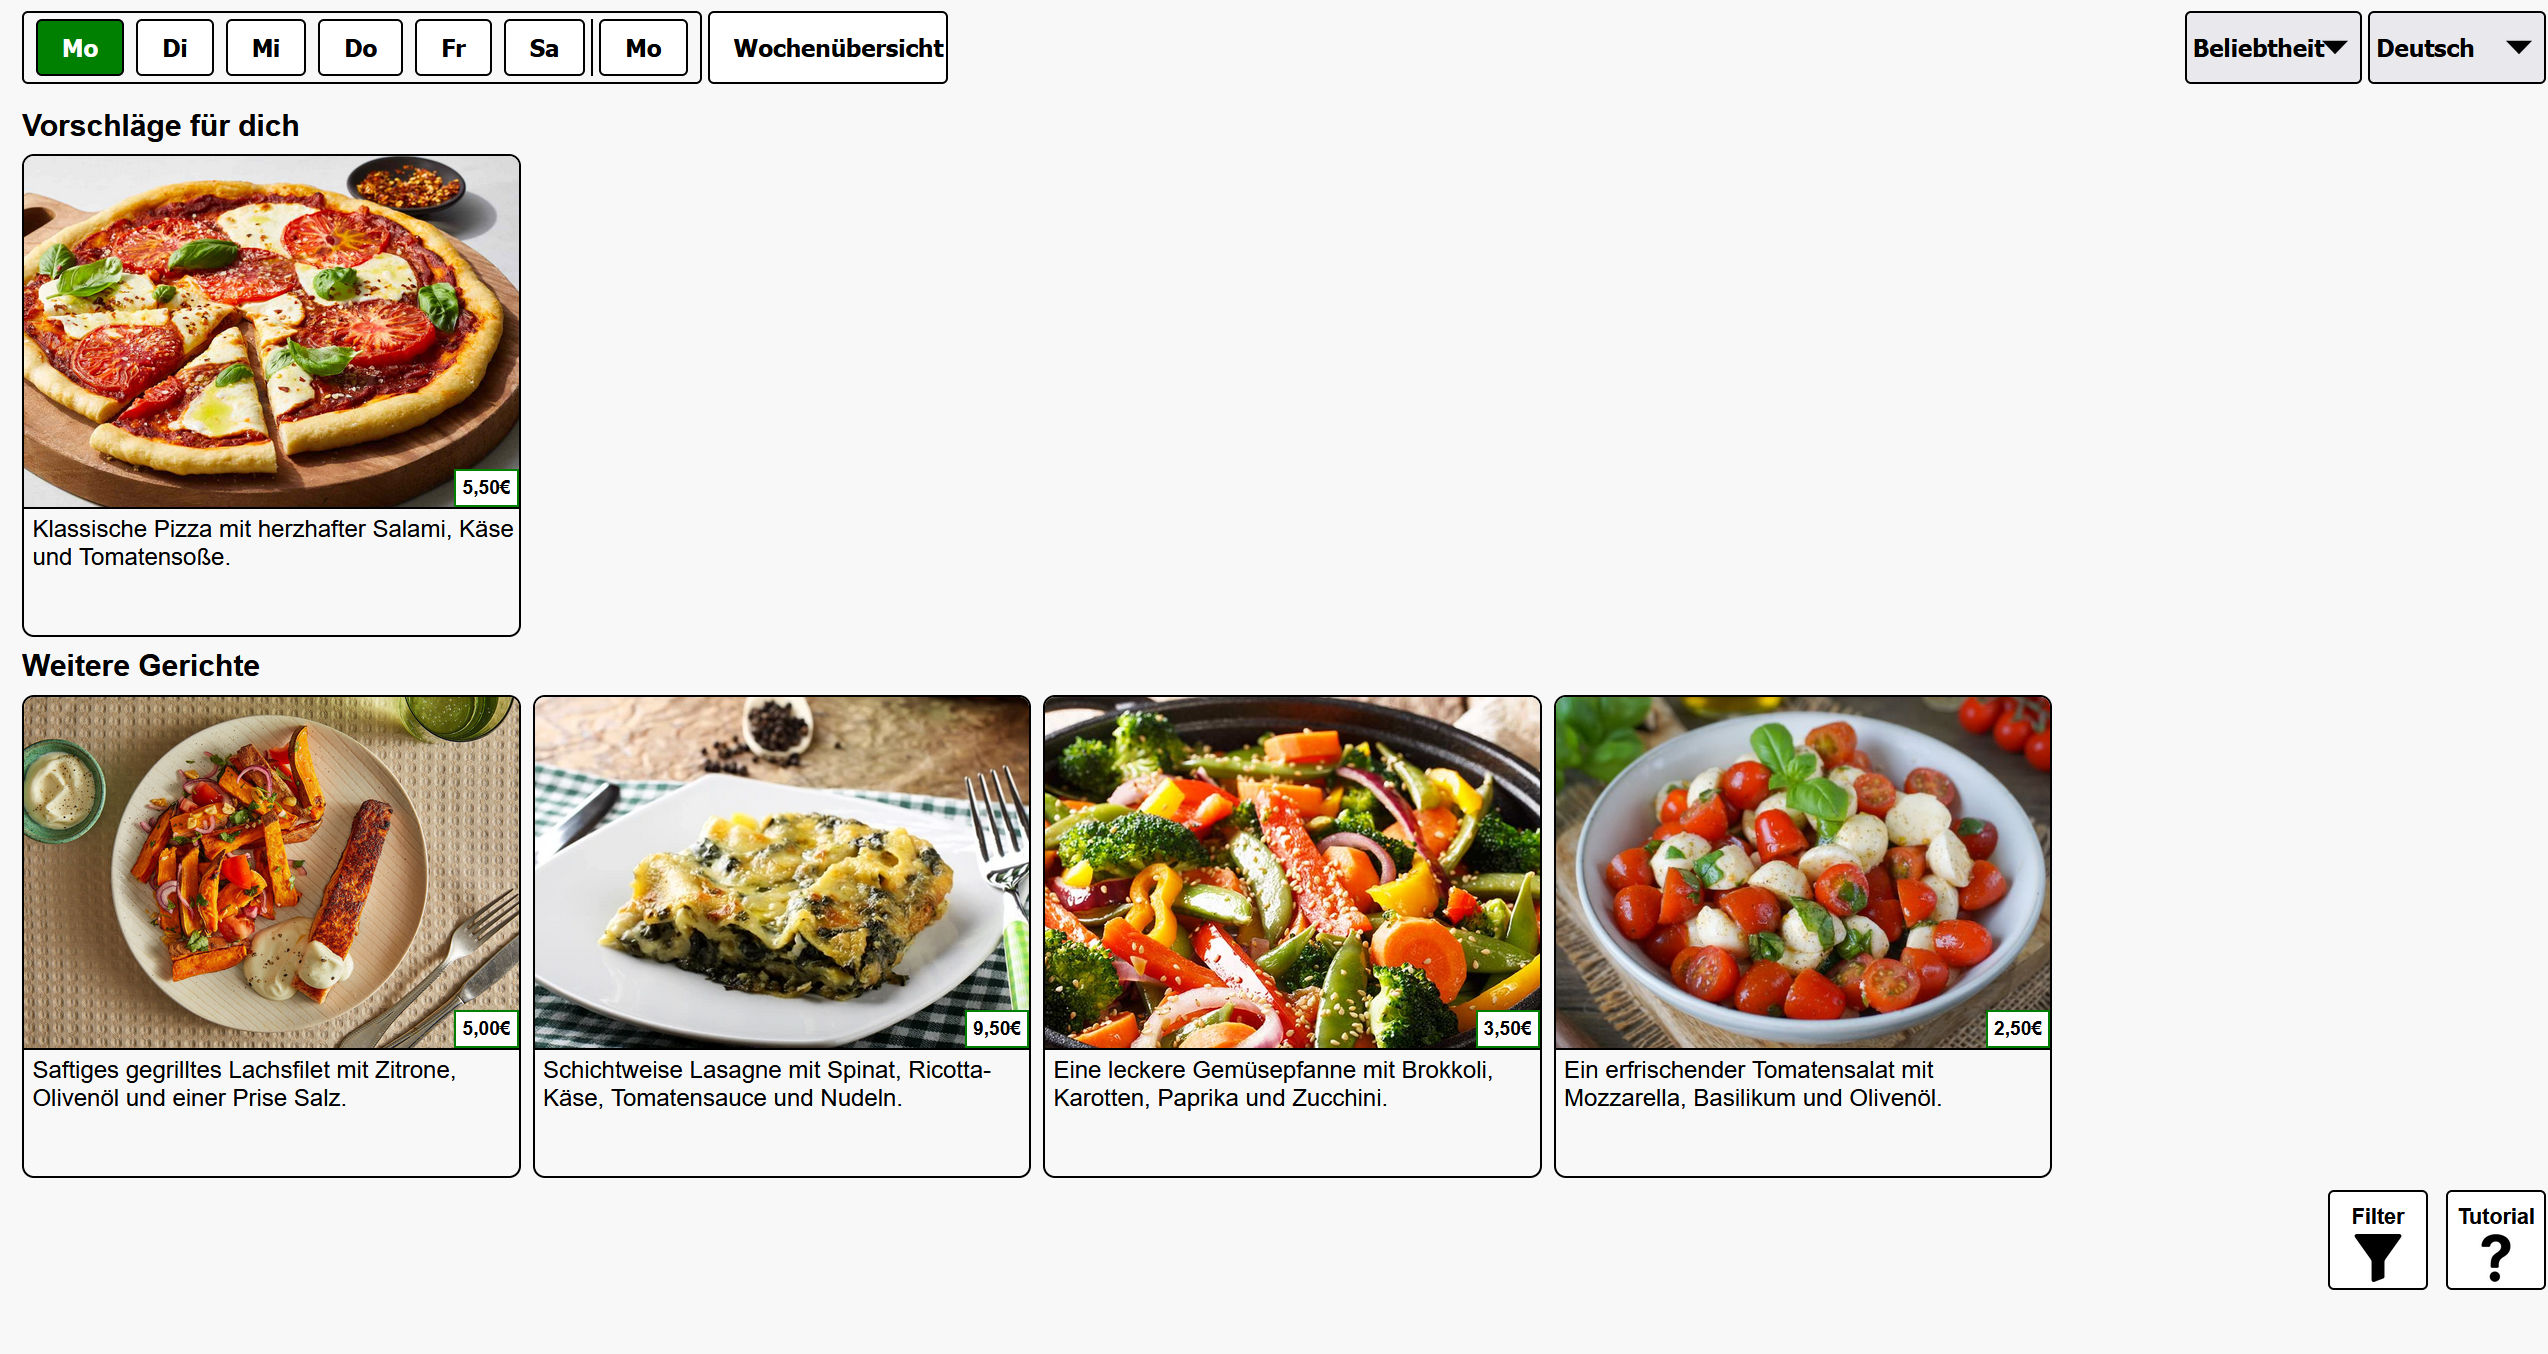 Mo Di Mi Do Fr Sa Mo Wochenübersicht Beliebtheit Deutsch
Vorschläge für dich
5,50€
Klassische Pizza mit herzhafter Salami, Käse
und Tomatensoße.
Weitere Gerichte
5,00€
Saftiges gegrilltes Lachsfilet mit Zitrone,
Olivenöl und einer Prise Salz.
9,50€
Schichtweise Lasagne mit Spinat, Ricotta-
Käse, Tomatensauce und Nudeln.
3,50€
Eine leckere Gemüsepfanne mit Brokkoli,
Karotten, Paprika und Zucchini.
2,50€
Ein erfrischender Tomatensalat mit
Mozzarella, Basilikum und Olivenöl.
Filter
Tutorial
?